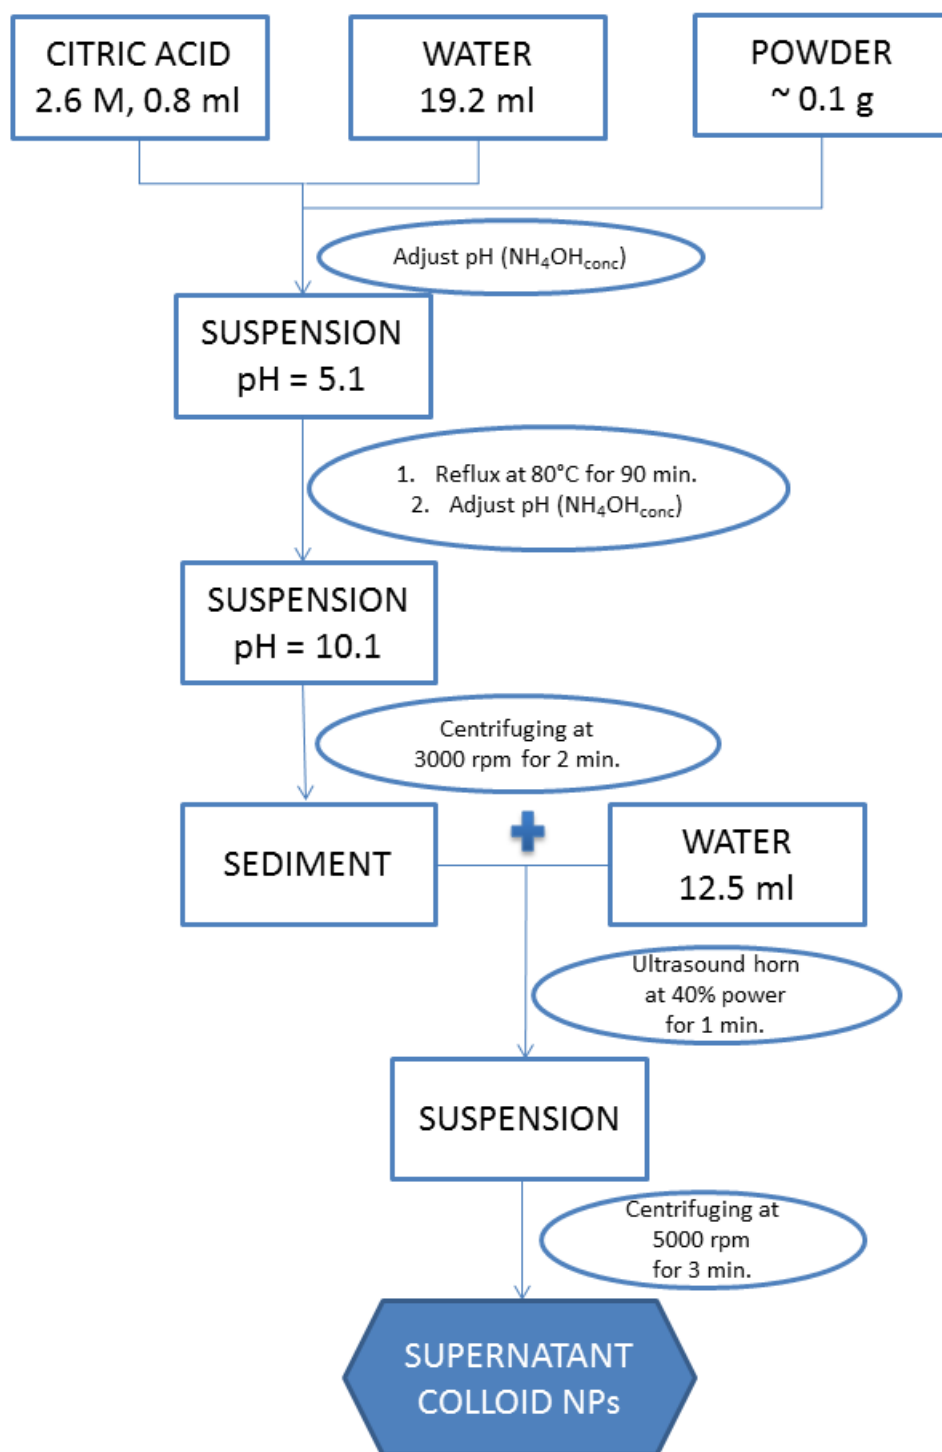 CITRIC ACID
2.6 M, 0.8 ml
WATER
19.2 ml
POWDER
~ 0.1 g
Adjust pH (NH₄OH_conc)
SUSPENSION
pH = 5.1
1. Reflux at 80°C for 90 min.
2. Adjust pH (NH₄OH_conc)
SUSPENSION
pH = 10.1
Centrifuging at
3000 rpm for 2 min.
SEDIMENT
WATER
12.5 ml
Ultrasound horn
at 40% power
for 1 min.
SUSPENSION
Centrifuging at
5000 rpm
for 3 min.
SUPERNATANT
COLLOID NPs